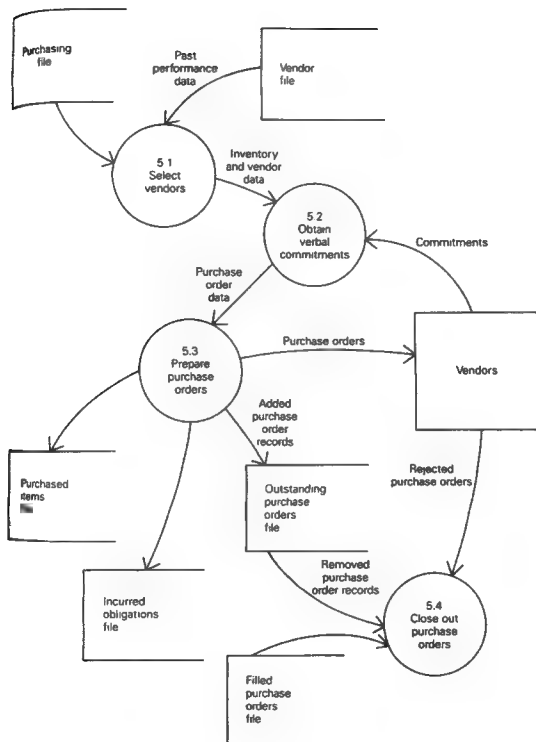 Purchasing
file
Past
performance
data
Vendor
file
5.1
Select
vendors
Inventory
and vendor
data
5.2
Obtain
verbal
commitments
Commitments
Purchase
order
data
5.3
Prepare
purchase
orders
Purchase orders
Vendors
Added
purchase
order
records
Purchased
items
Outstanding
purchase
orders
file
Rejected
purchase orders
Incurred
obligations
file
Removed
purchase
order records
5.4
Close out
purchase
orders
Filled
purchase
orders
file